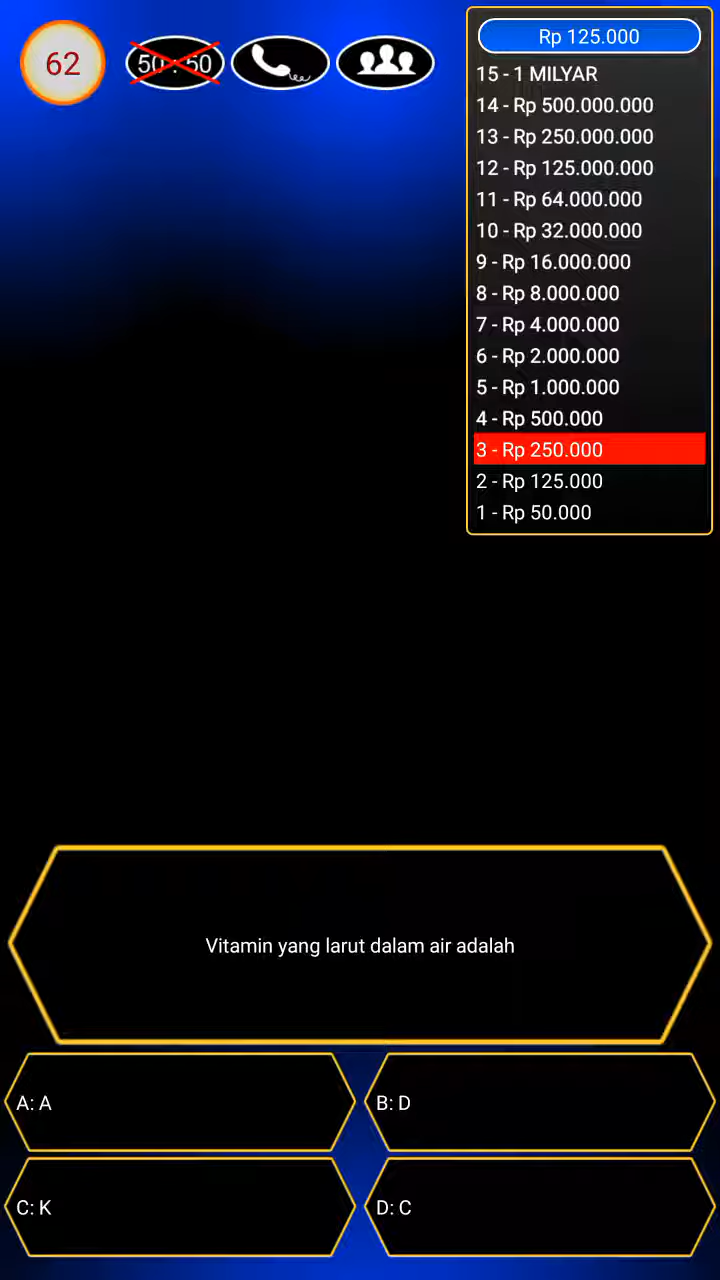 62
50 : 50
Rp 125.000
15 - 1 MILYAR
14 - Rp 500.000.000
13 - Rp 250.000.000
12 - Rp 125.000.000
11 - Rp 64.000.000
10 - Rp 32.000.000
9 - Rp 16.000.000
8 - Rp 8.000.000
7 - Rp 4.000.000
6 - Rp 2.000.000
5 - Rp 1.000.000
4 - Rp 500.000
3 - Rp 250.000
2 - Rp 125.000
1 - Rp 50.000
Vitamin yang larut dalam air adalah
A: A
B: D
C: K
D: C